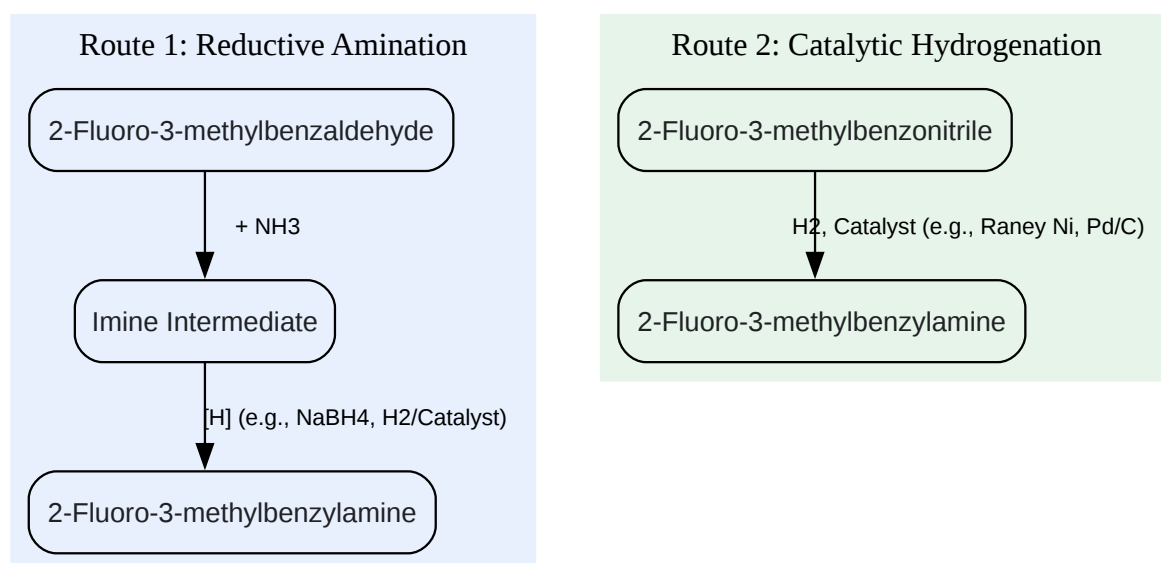 Route 1: Reductive Amination
2-Fluoro-3-methylbenzaldehyde
+ NH3
Imine Intermediate
[H] (e.g., NaBH4, H2/Catalyst)
2-Fluoro-3-methylbenzylamine
Route 2: Catalytic Hydrogenation
2-Fluoro-3-methylbenzonitrile
H2, Catalyst (e.g., Raney Ni, Pd/C)
2-Fluoro-3-methylbenzylamine